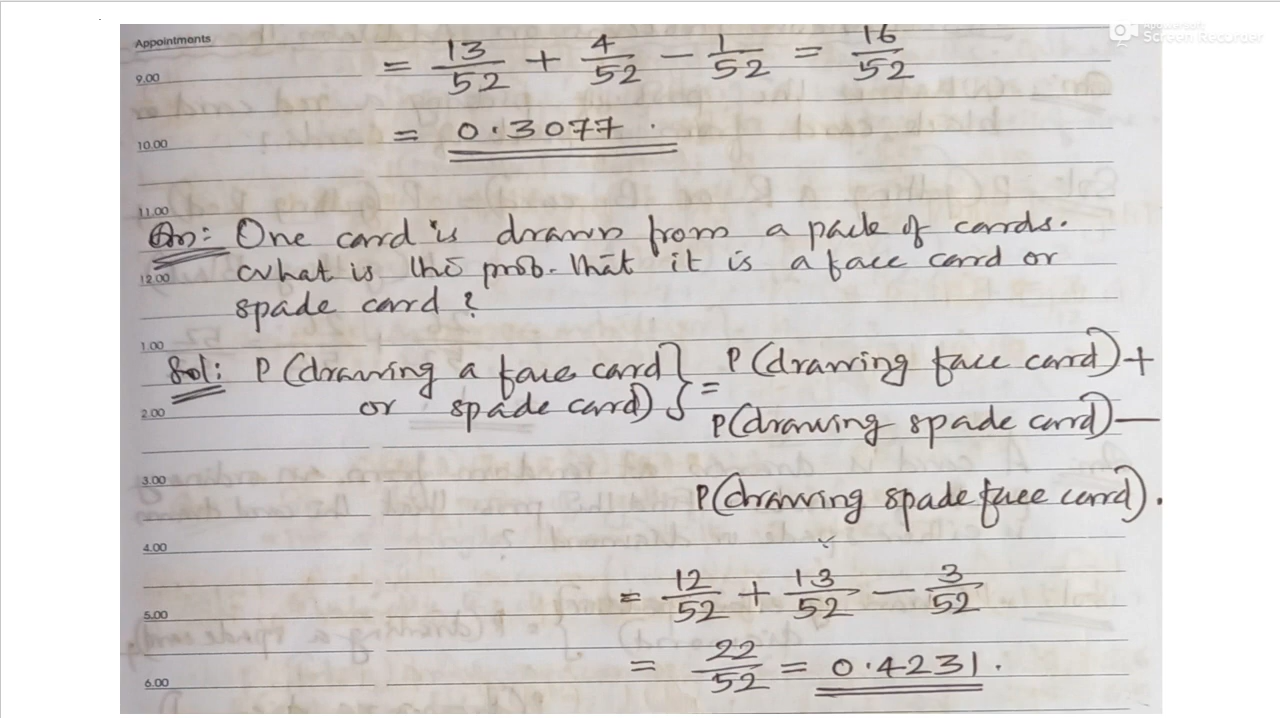 Apowersoft
Screen Recorder
Appointments
9.00
= 13/52 + 4/52 - 1/52 = 16/52
10.00
= 0.3077.
11.00
Qn: One card is drawn from a pack of cards.
12.00
What is the prob. that it is a face card or
spade card?
1.00
Sol: P(drawing a face card } = P(drawing face card) +
2.00
or spade card) P(drawing spade card) -
3.00
P(drawing spade face card).
4.00
= 12/52 + 13/52 - 3/52
5.00
= 22/52 = 0.4231.
6.00